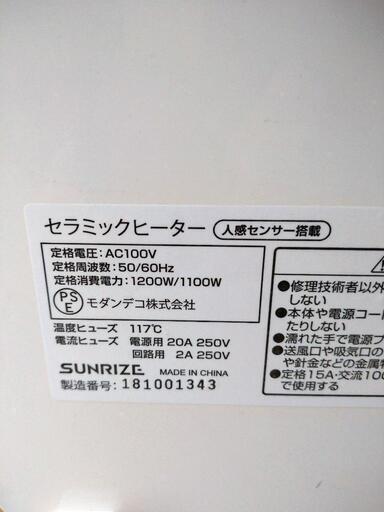 セラミックヒーター 人感センサー搭載
定格電圧：AC100V
定格周波数：50/60Hz
定格消費電力：1200W/1100W
PSE モダンデコ株式会社
温度ヒューズ 117℃
電流ヒューズ 電源用 20A 250V
回路用 2A 250V
SUNRIZE MADE IN CHINA
製造番号：181001343
●修理技術者以外
しない
●本体や電源コー
たりしない
●濡れた手で電源プ
●送風口や吸気口の
や針金などの金属
●定格15A・交流100
で使用する